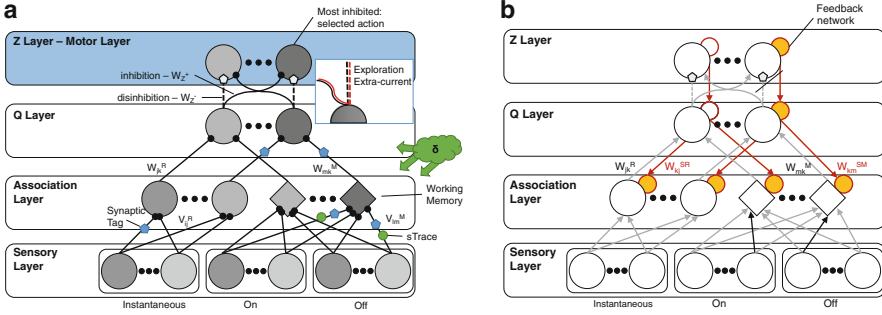 a
Most inhibited:
selected action
Z Layer – Motor Layer
inhibition – W_Z^+
disinhibition – W_Z^-
Exploration
Extra-current
Q Layer
δ
W_jk^R
W_mk^M
Association
Layer
Working
Memory
Synaptic
Tag
V_ij^R
V_lm^M
sTrace
Sensory
Layer
Instantaneous
On
Off
b
Feedback
network
Z Layer
Q Layer
W_jk^R
W_kj^SR
W_mk^M
W_km^SM
Association
Layer
Sensory
Layer
Instantaneous
On
Off